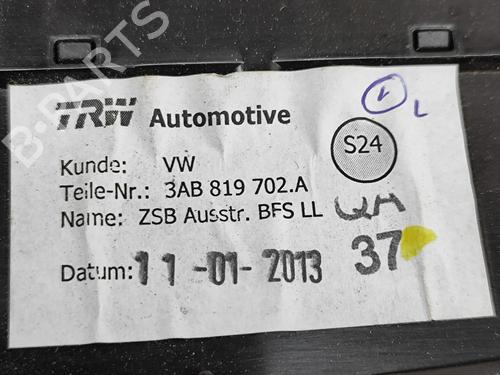 TRW Automotive
L
S24
Kunde: VW
Teile-Nr.: 3AB 819 702.A
Name: ZSB Ausstr. BFS LL
QA
Datum: 11-01-2013
37
B-PARTS